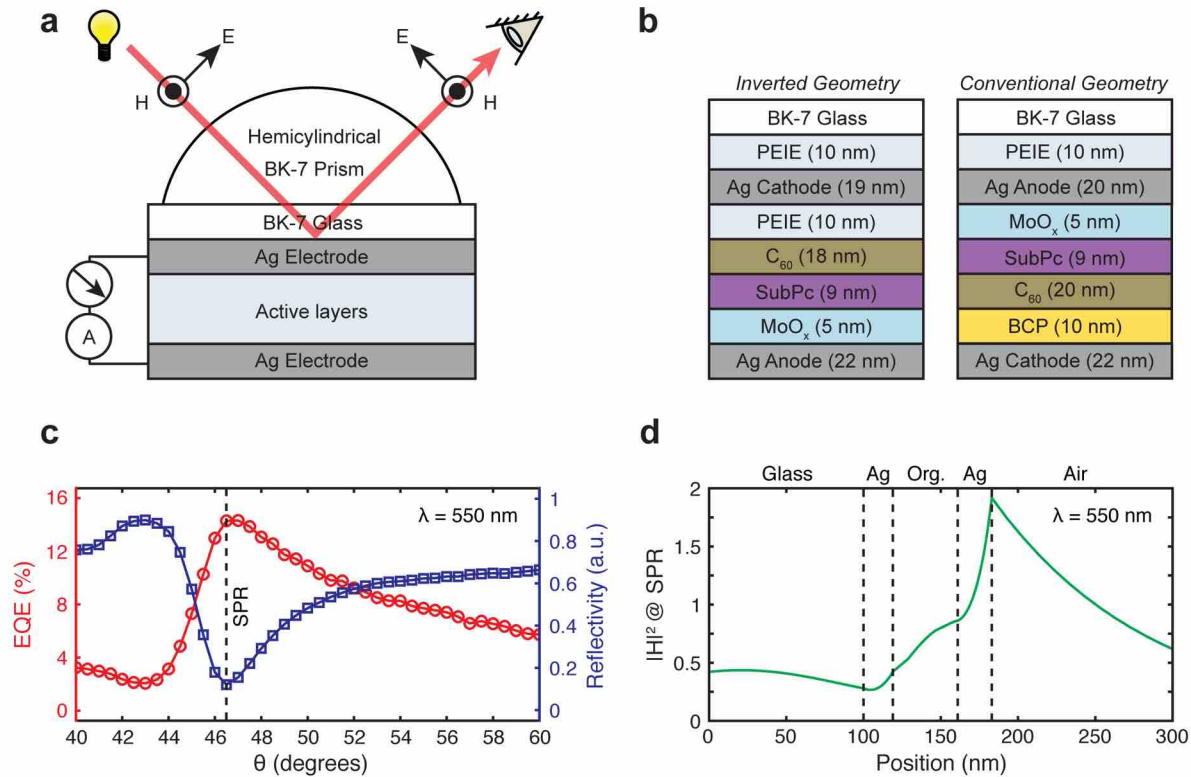 a
E
H
E
H
Hemicylindrical
BK-7 Prism
BK-7 Glass
Ag Electrode
Active layers
Ag Electrode
A
b
Inverted Geometry
BK-7 Glass
PEIE (10 nm)
Ag Cathode (19 nm)
PEIE (10 nm)
C₆₀ (18 nm)
SubPc (9 nm)
MoOₓ (5 nm)
Ag Anode (22 nm)
Conventional Geometry
BK-7 Glass
PEIE (10 nm)
Ag Anode (20 nm)
MoOₓ (5 nm)
SubPc (9 nm)
C₆₀ (20 nm)
BCP (10 nm)
Ag Cathode (22 nm)
c
EQE (%)
16
12
8
4
0
λ = 550 nm
SPR
1
0.8
0.6
0.4
0.2
0
Reflectivity (a.u.)
40 42 44 46 48 50 52 54 56 58 60
θ (degrees)
d
Glass Ag Org. Ag Air
|H|² @ SPR
2
1.5
1
0.5
0
λ = 550 nm
0 50 100 150 200 250 300
Position (nm)